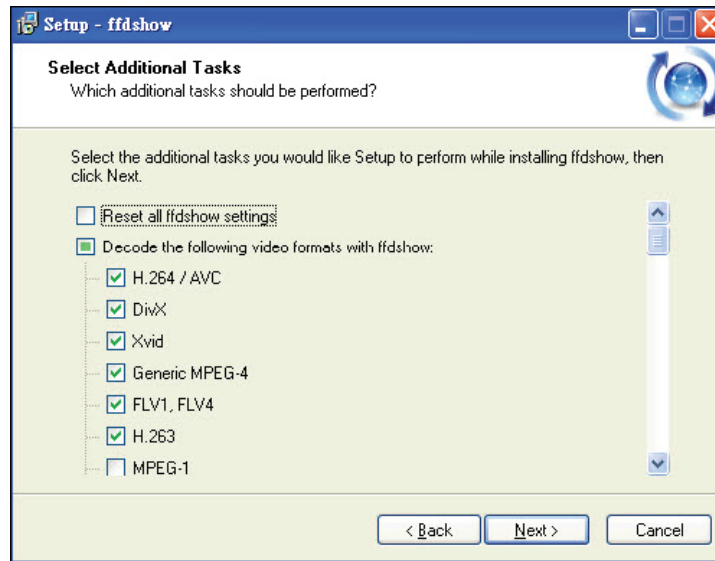 Setup - ffdshow
Select Additional Tasks
Which additional tasks should be performed?
Select the additional tasks you would like Setup to perform while installing ffdshow, then
click Next.
Reset all ffdshow settings
Decode the following video formats with ffdshow:
H.264 / AVC
DivX
Xvid
Generic MPEG-4
FLV1, FLV4
H.263
MPEG-1
< Back
Next >
Cancel